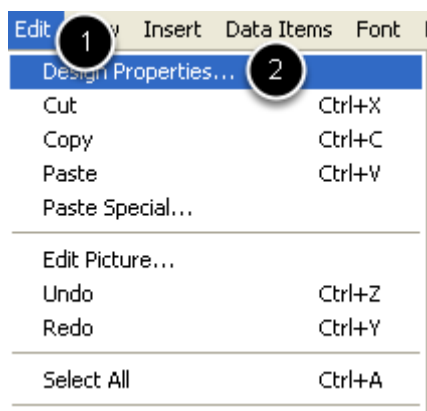 Edit 1 Insert Data Items Font
Design Properties... 2
Cut Ctrl+X
Copy Ctrl+C
Paste Ctrl+V
Paste Special...
Edit Picture...
Undo Ctrl+Z
Redo Ctrl+Y
Select All Ctrl+A